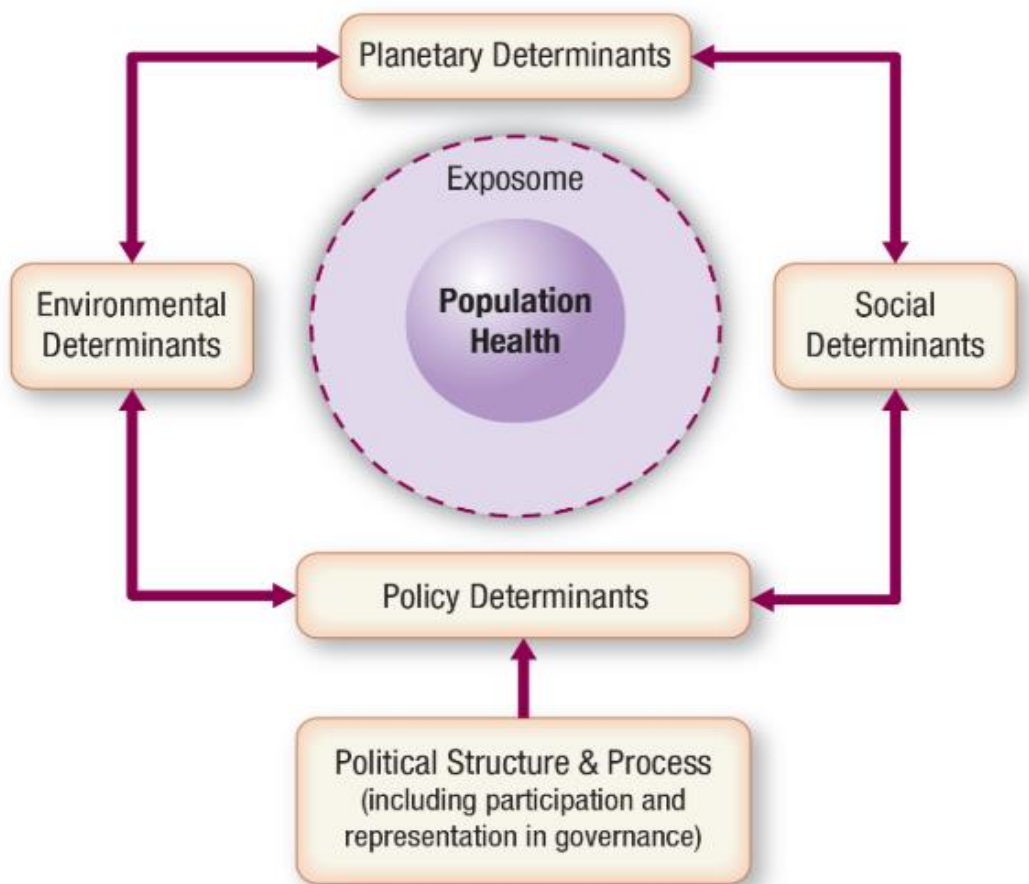 Planetary Determinants
Exposome
Environmental
Determinants
Population
Health
Social
Determinants
Policy Determinants
Political Structure & Process
(including participation and
representation in governance)